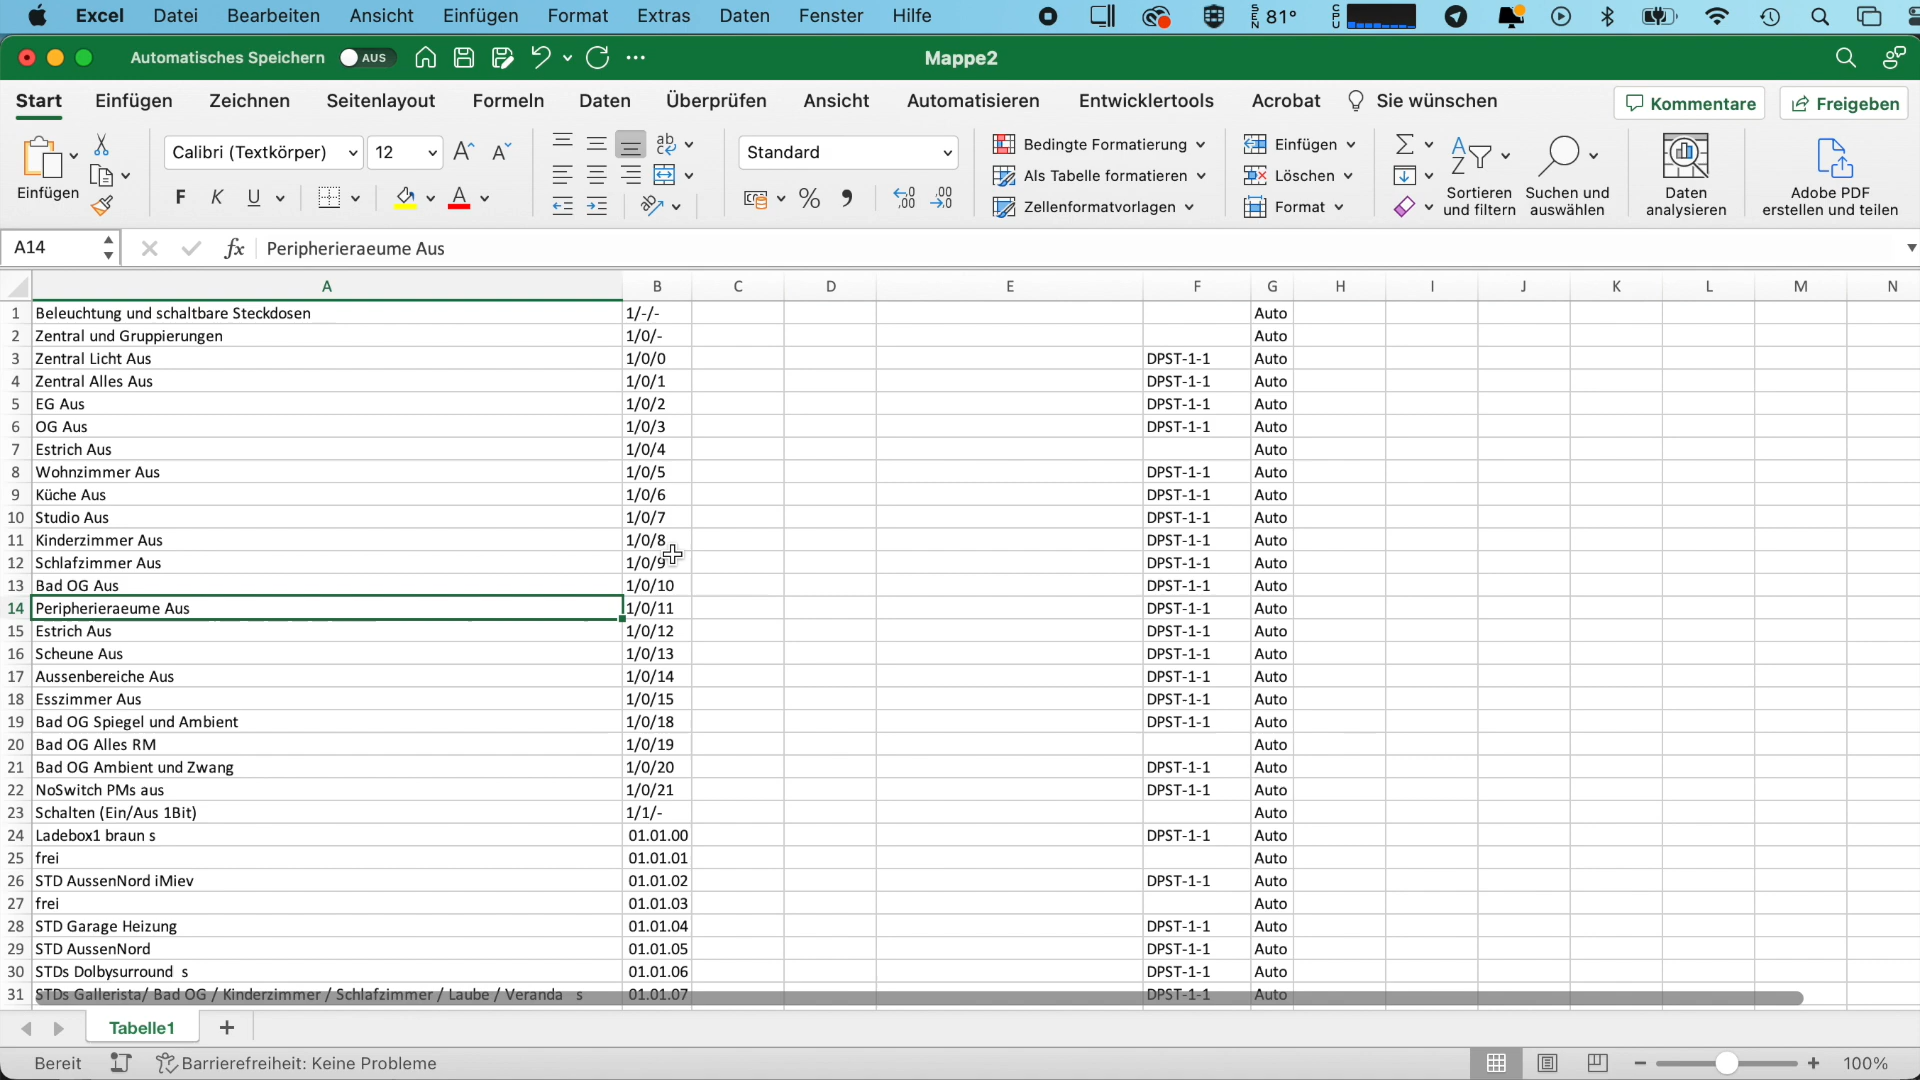 Excel Datei Bearbeiten Ansicht Einfügen Format Extras Daten Fenster Hilfe SEN 81° CPU
Automatisches Speichern AUS Mappe2
Start Einfügen Zeichnen Seitenlayout Formeln Daten Überprüfen Ansicht Automatisieren Entwicklertools Acrobat Sie wünschen Kommentare Freigeben
Einfügen Calibri (Textkörper) 12 A A ab Standard Bedingte Formatierung Einfügen
Als Tabelle formatieren Löschen
F K U A % ,00 Zellenformatvorlagen Format
Sortieren und filtern Suchen und auswählen Daten analysieren Adobe PDF erstellen und teilen
A14 fx Peripherieraeume Aus
A B C D E F G H I J K L M N
1 Beleuchtung und schaltbare Steckdosen 1/-/- Auto
2 Zentral und Gruppierungen 1/0/- Auto
3 Zentral Licht Aus 1/0/0 DPST-1-1 Auto
4 Zentral Alles Aus 1/0/1 DPST-1-1 Auto
5 EG Aus 1/0/2 DPST-1-1 Auto
6 OG Aus 1/0/3 DPST-1-1 Auto
7 Estrich Aus 1/0/4 Auto
8 Wohnzimmer Aus 1/0/5 DPST-1-1 Auto
9 Küche Aus 1/0/6 DPST-1-1 Auto
10 Studio Aus 1/0/7 DPST-1-1 Auto
11 Kinderzimmer Aus 1/0/8 DPST-1-1 Auto
12 Schlafzimmer Aus 1/0/9 DPST-1-1 Auto
13 Bad OG Aus 1/0/10 DPST-1-1 Auto
14 Peripherieraeume Aus 1/0/11 DPST-1-1 Auto
15 Estrich Aus 1/0/12 DPST-1-1 Auto
16 Scheune Aus 1/0/13 DPST-1-1 Auto
17 Aussenbereiche Aus 1/0/14 DPST-1-1 Auto
18 Esszimmer Aus 1/0/15 DPST-1-1 Auto
19 Bad OG Spiegel und Ambient 1/0/18 DPST-1-1 Auto
20 Bad OG Alles RM 1/0/19 Auto
21 Bad OG Ambient und Zwang 1/0/20 DPST-1-1 Auto
22 NoSwitch PMs aus 1/0/21 DPST-1-1 Auto
23 Schalten (Ein/Aus 1Bit) 1/1/- Auto
24 Ladebox1 braun s 01.01.00 DPST-1-1 Auto
25 frei 01.01.01 Auto
26 STD AussenNord iMiev 01.01.02 DPST-1-1 Auto
27 frei 01.01.03 Auto
28 STD Garage Heizung 01.01.04 DPST-1-1 Auto
29 STD AussenNord 01.01.05 DPST-1-1 Auto
30 STDs Dolbysurround s 01.01.06 DPST-1-1 Auto
31 STDs Gallerista/ Bad OG / Kinderzimmer / Schlafzimmer / Laube / Veranda s 01.01.07 DPST-1-1 Auto
Tabelle1
Bereit Barrierefreiheit: Keine Probleme 100%